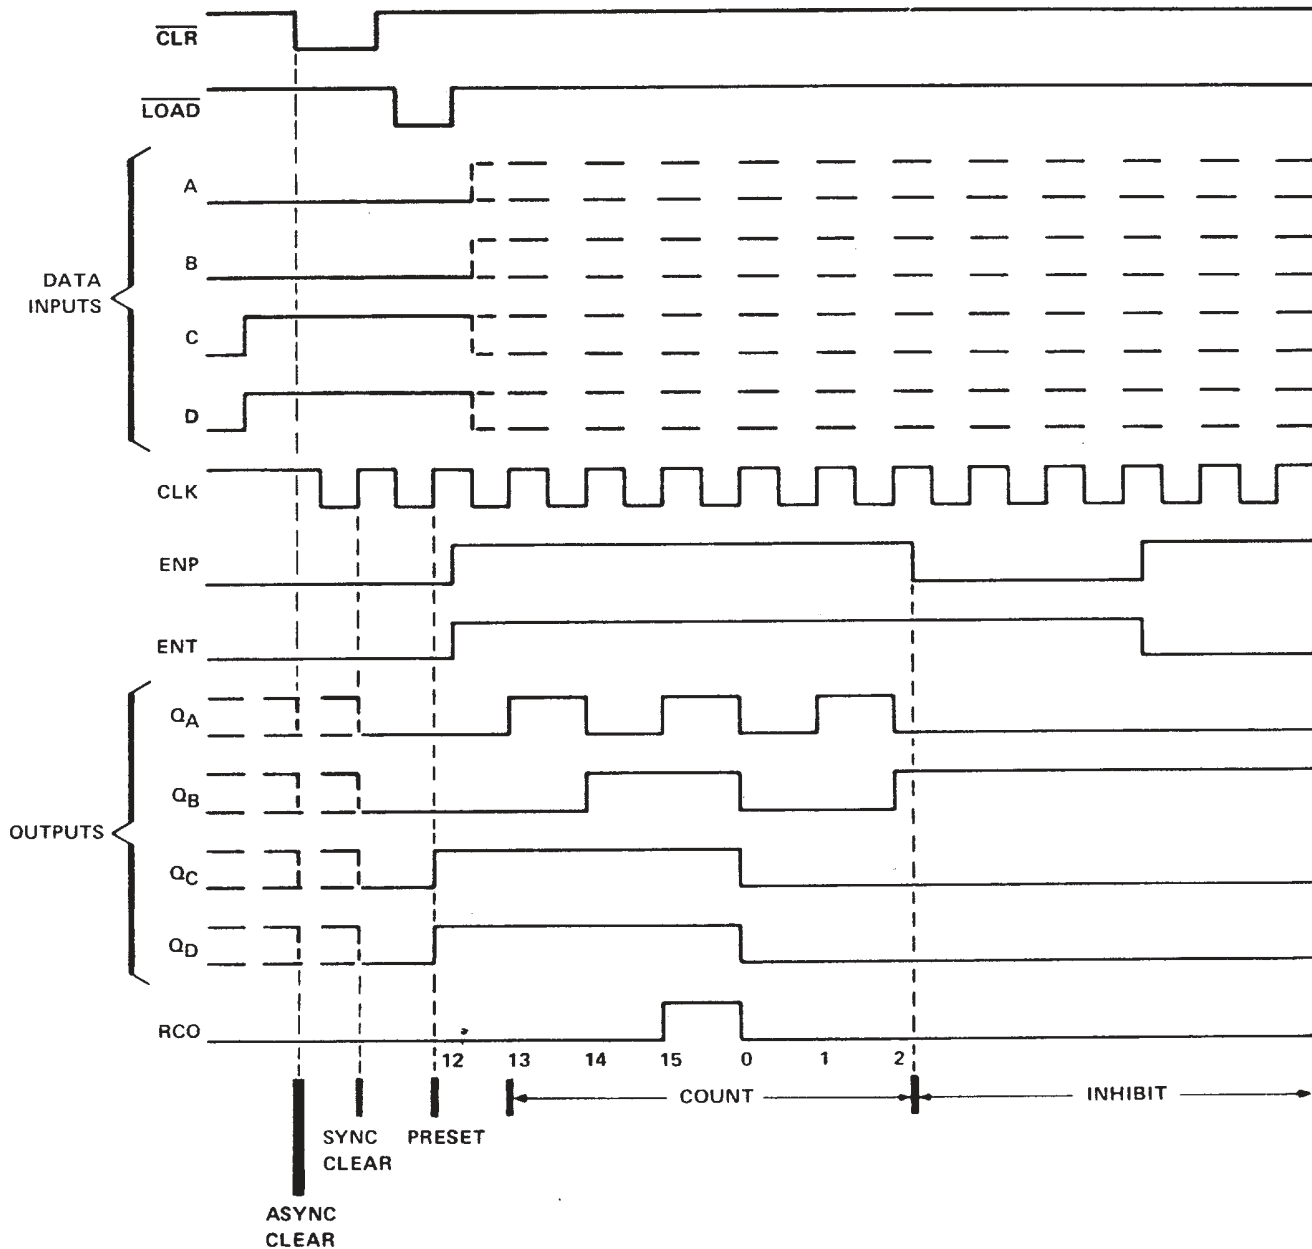 CLR
LOAD
A
B
DATA
INPUTS
C
D
CLK
ENP
ENT
QA
QB
OUTPUTS
QC
QD
RCO
12 13 14 15 0 1 2
COUNT INHIBIT
SYNC
CLEAR
PRESET
ASYNC
CLEAR